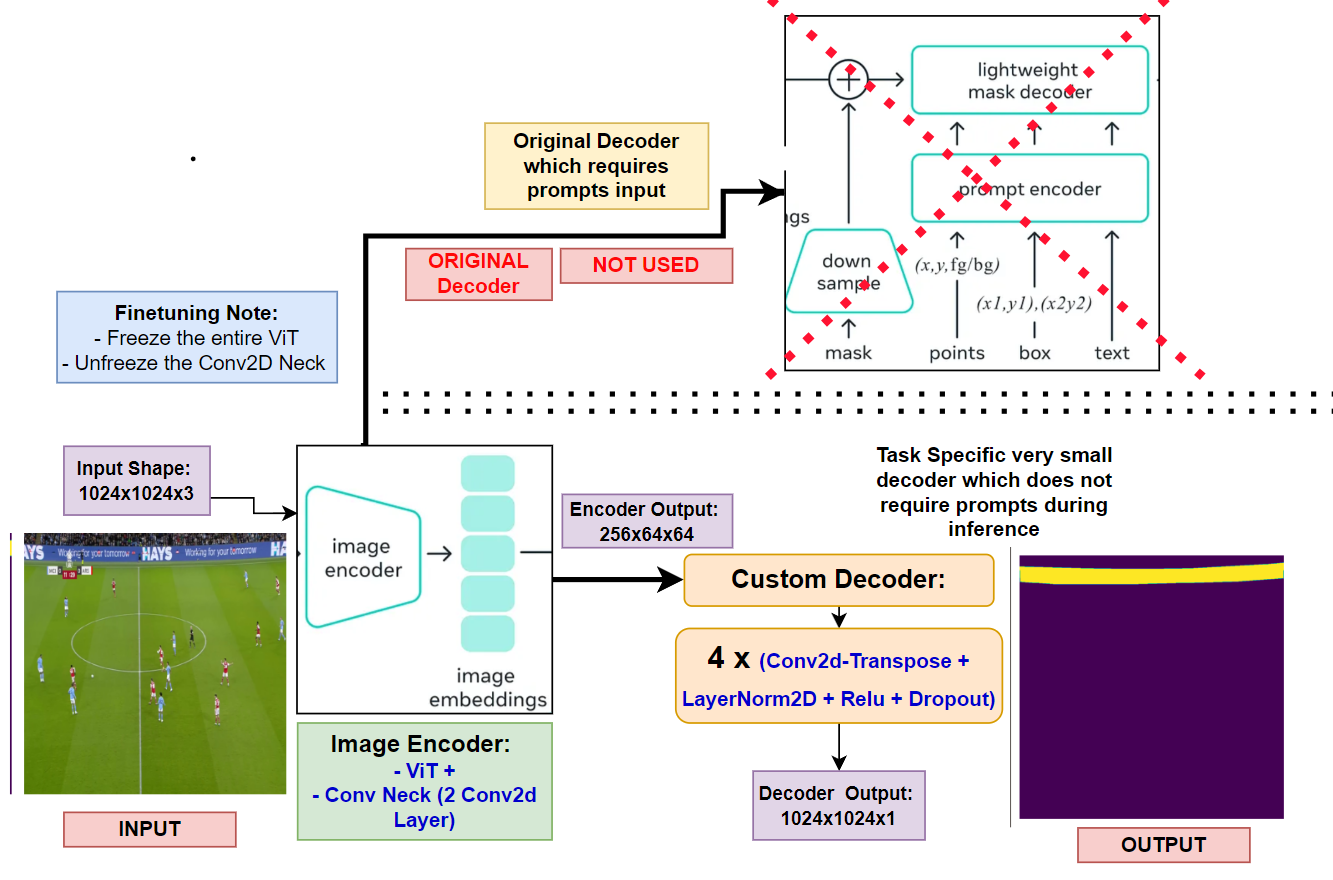 lightweight
mask decoder
prompt encoder
ngs
down
sample
(x,y,fg/bg)
(x1,y1),(x2y2)
mask
points
box
text
Original Decoder
which requires
prompts input
ORIGINAL
Decoder
NOT USED
Finetuning Note:
- Freeze the entire ViT
- Unfreeze the Conv2D Neck
Input Shape:
1024x1024x3
image
encoder
image
embeddings
Encoder Output:
256x64x64
Task Specific very small
decoder which does not
require prompts during
inference
Custom Decoder:
4 x (Conv2d-Transpose +
LayerNorm2D + Relu + Dropout)
Decoder Output:
1024x1024x1
AYS Working for your tomorrow HAYS Working for your tomorrow HA
INPUT
Image Encoder:
- ViT +
- Conv Neck (2 Conv2d
Layer)
OUTPUT